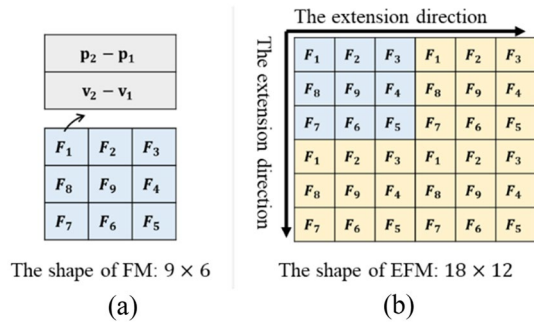 p₂ − p₁
v₂ − v₁
F₁ F₂ F₃
F₈ F₉ F₄
F₇ F₆ F₅
The shape of FM: 9 × 6
(a)
The extension direction
The extension direction
F₁ F₂ F₃ F₁ F₂ F₃
F₈ F₉ F₄ F₈ F₉ F₄
F₇ F₆ F₅ F₇ F₆ F₅
F₁ F₂ F₃ F₁ F₂ F₃
F₈ F₉ F₄ F₈ F₉ F₄
F₇ F₆ F₅ F₇ F₆ F₅
The shape of EFM: 18 × 12
(b)